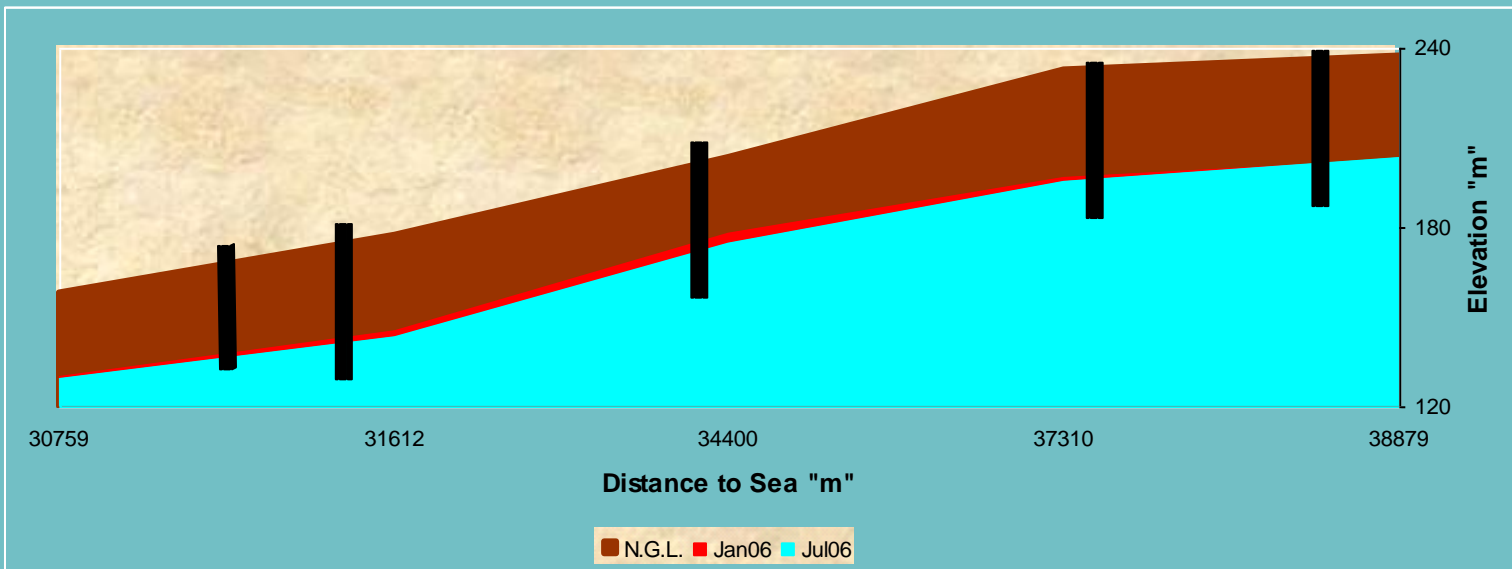 240
180
120
Elevation "m"
30759 31612 34400 37310 38879
Distance to Sea "m"
N.G.L. Jan06 Jul06